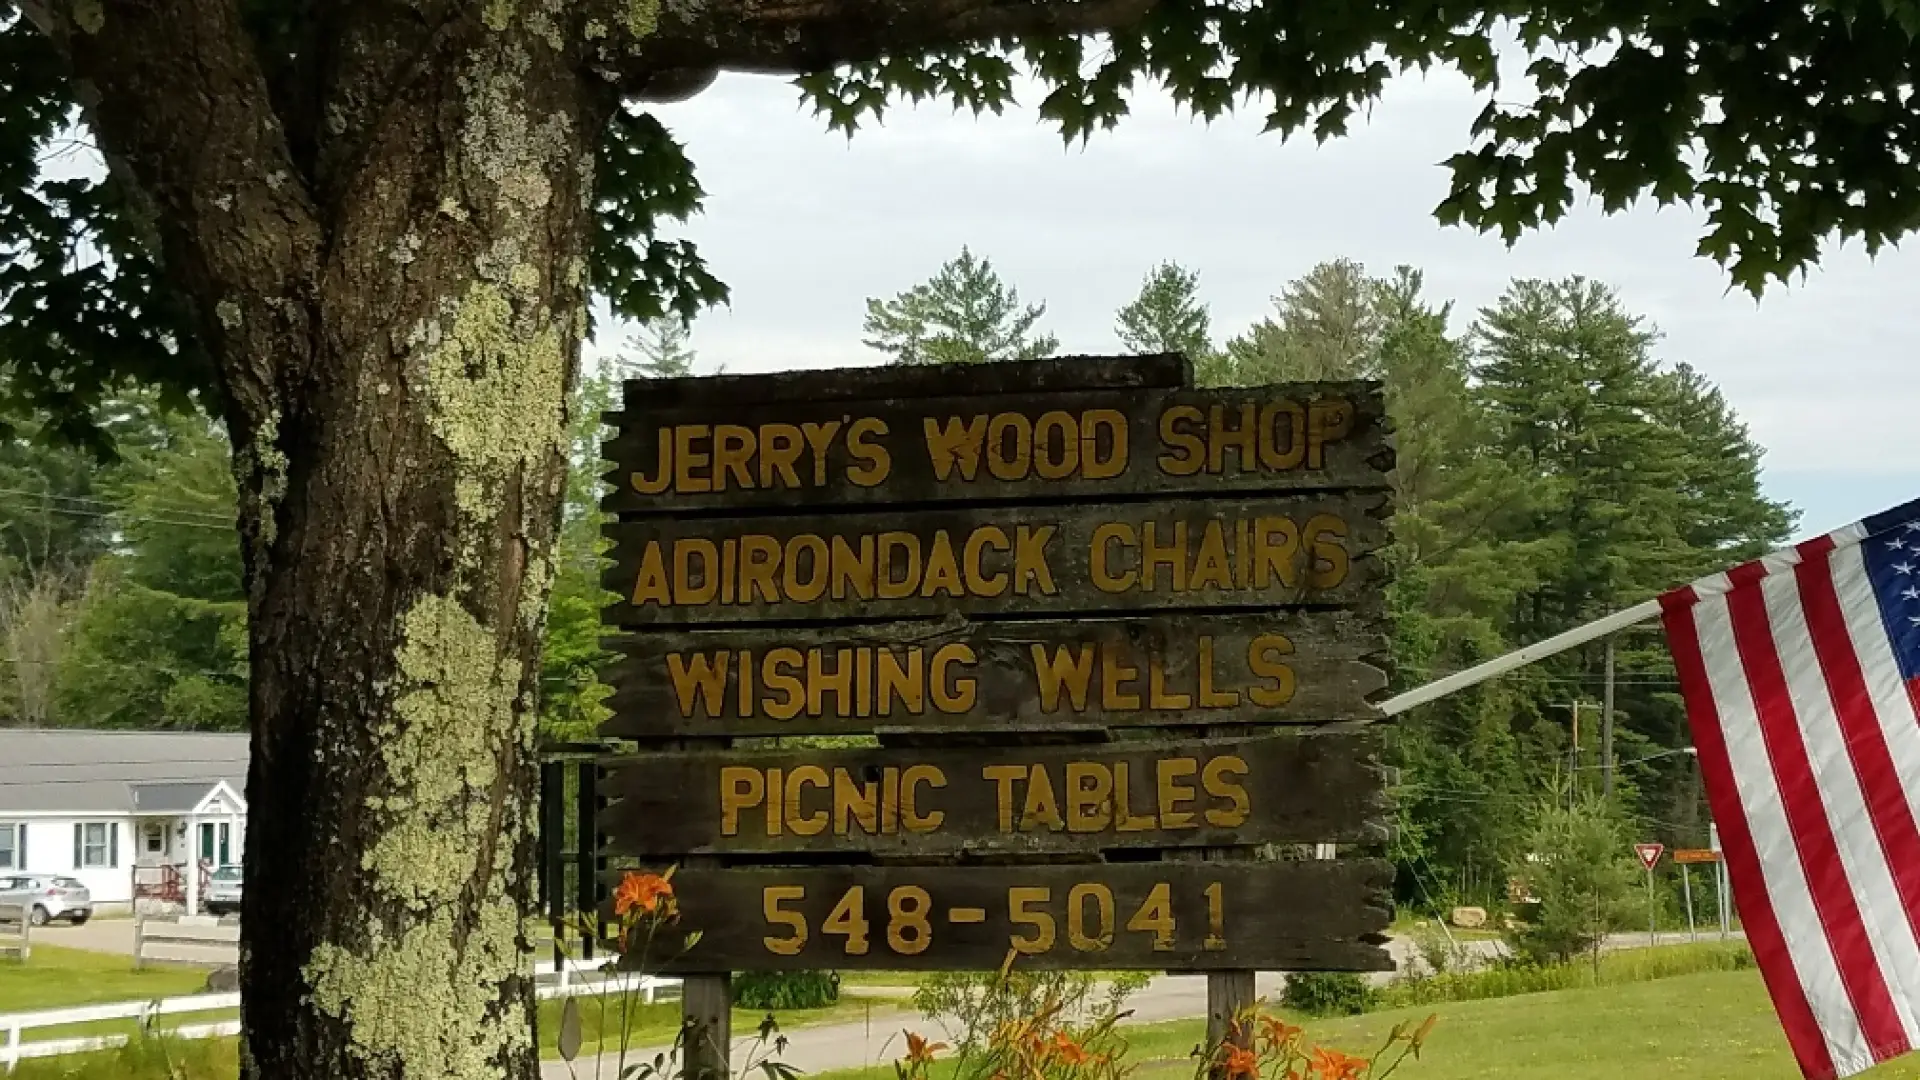 JERRY'S WOOD SHOP
ADIRONDACK CHAIRS
WISHING WELLS
PICNIC TABLES
548-5041